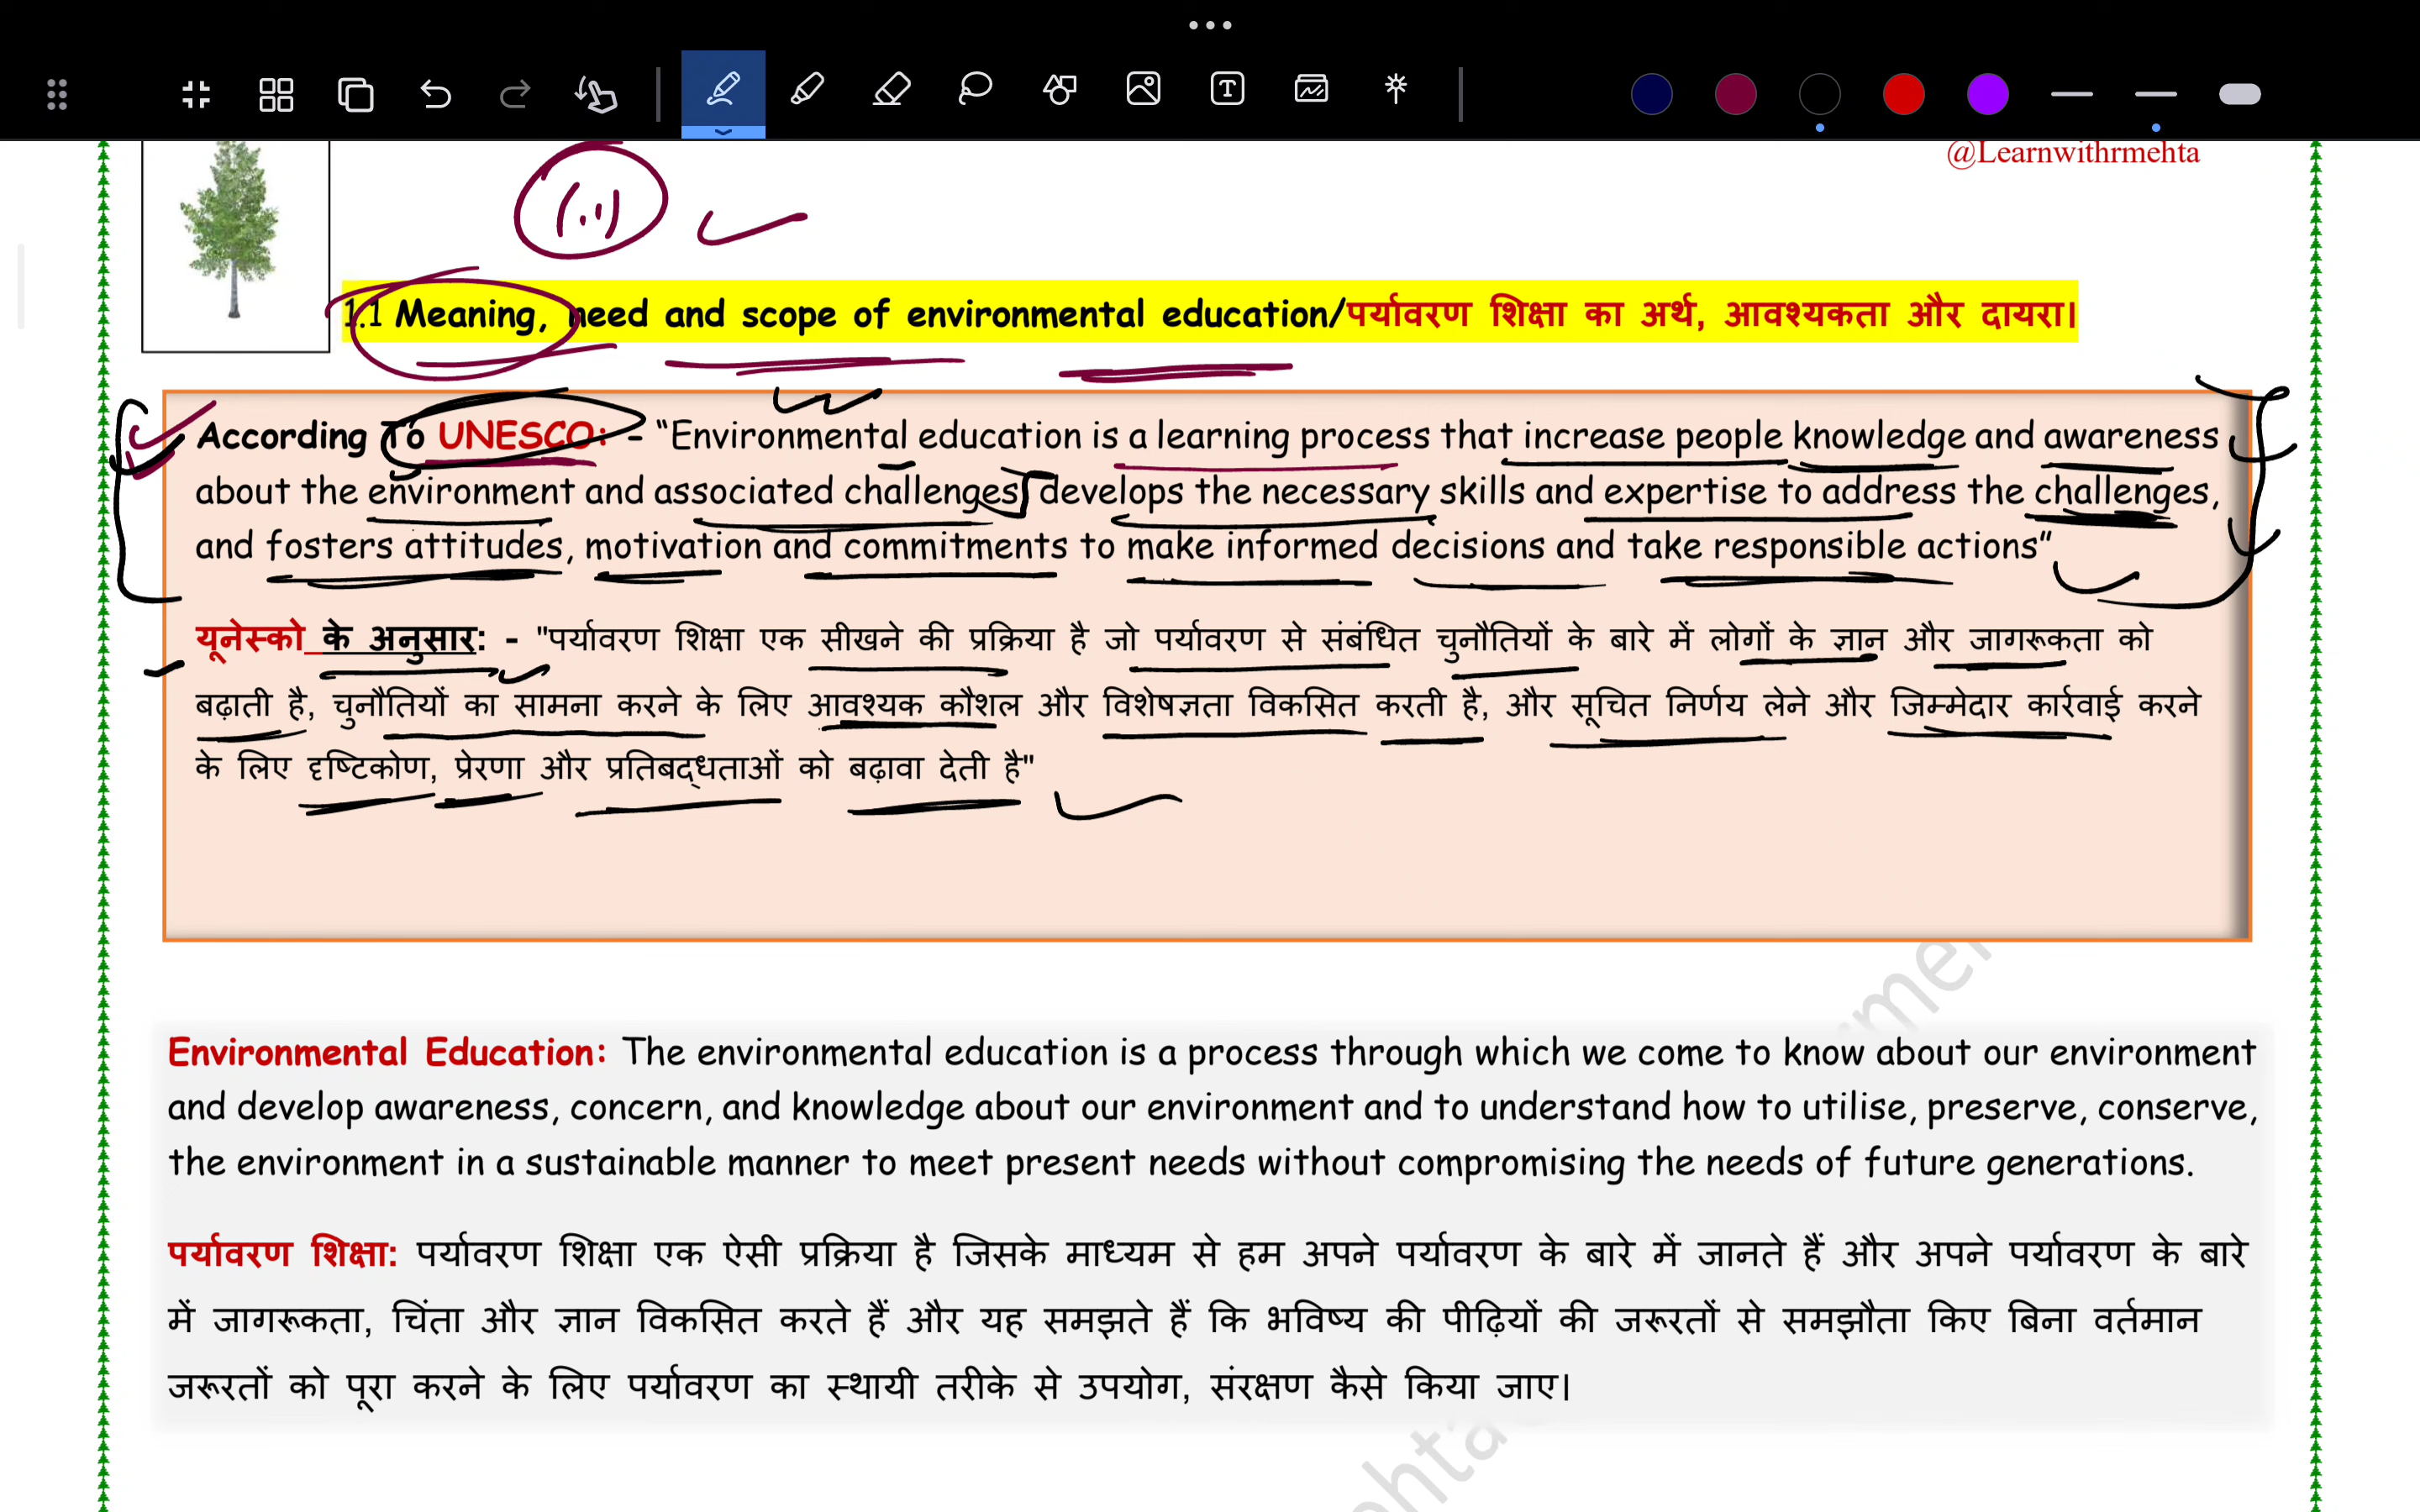 @Learnwithrmehta
(1.1)
1.1 Meaning, need and scope of environmental education/पर्यावरण शिक्षा का अर्थ, आवश्यकता और दायरा।
According To UNESCO: - “Environmental education is a learning process that increase people knowledge and awareness
about the environment and associated challenges, develops the necessary skills and expertise to address the challenges,
and fosters attitudes, motivation and commitments to make informed decisions and take responsible actions”
यूनेस्को के अनुसार: - "पर्यावरण शिक्षा एक सीखने की प्रक्रिया है जो पर्यावरण से संबंधित चुनौतियों के बारे में लोगों के ज्ञान और जागरूकता को
बढ़ाती है, चुनौतियों का सामना करने के लिए आवश्यक कौशल और विशेषज्ञता विकसित करती है, और सूचित निर्णय लेने और जिम्मेदार कार्रवाई करने
के लिए दृष्टिकोण, प्रेरणा और प्रतिबद्धताओं को बढ़ावा देती है"
Environmental Education: The environmental education is a process through which we come to know about our environment
and develop awareness, concern, and knowledge about our environment and to understand how to utilise, preserve, conserve,
the environment in a sustainable manner to meet present needs without compromising the needs of future generations.
पर्यावरण शिक्षा: पर्यावरण शिक्षा एक ऐसी प्रक्रिया है जिसके माध्यम से हम अपने पर्यावरण के बारे में जानते हैं और अपने पर्यावरण के बारे
में जागरूकता, चिंता और ज्ञान विकसित करते हैं और यह समझते हैं कि भविष्य की पीढ़ियों की जरूरतों से समझौता किए बिना वर्तमान
जरूरतों को पूरा करने के लिए पर्यावरण का स्थायी तरीके से उपयोग, संरक्षण कैसे किया जाए।